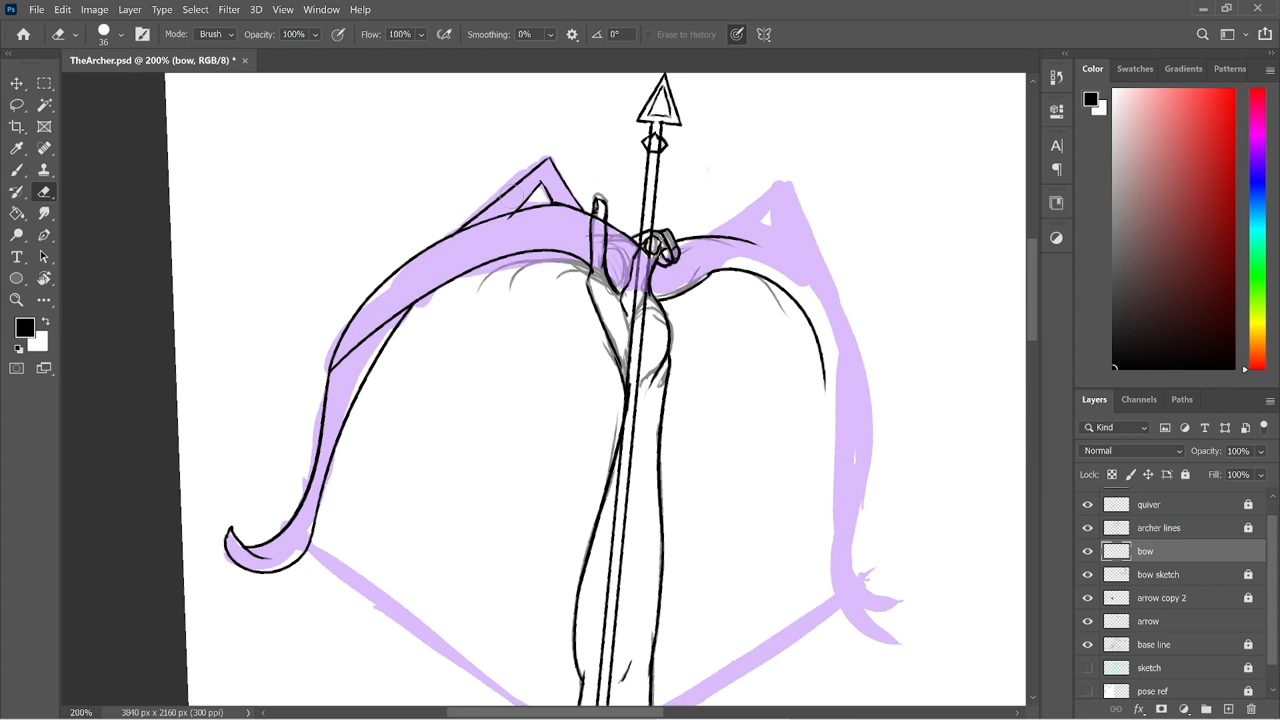 Ps File Edit Image Layer Type Select Filter 3D View Window Help
36 Mode: Brush Opacity: 100% Flow: 100% Smoothing: 0% 0° Erase to History
TheArcher.psd @ 200% (bow, RGB/8) * ×
Color Swatches Gradients Patterns
Layers Channels Paths
Kind
Normal Opacity: 100%
Lock: Fill: 100%
quiver
archer lines
bow
bow sketch
arrow copy 2
arrow
base line
sketch
pose ref
200% 3840 px x 2160 px (300 ppi)